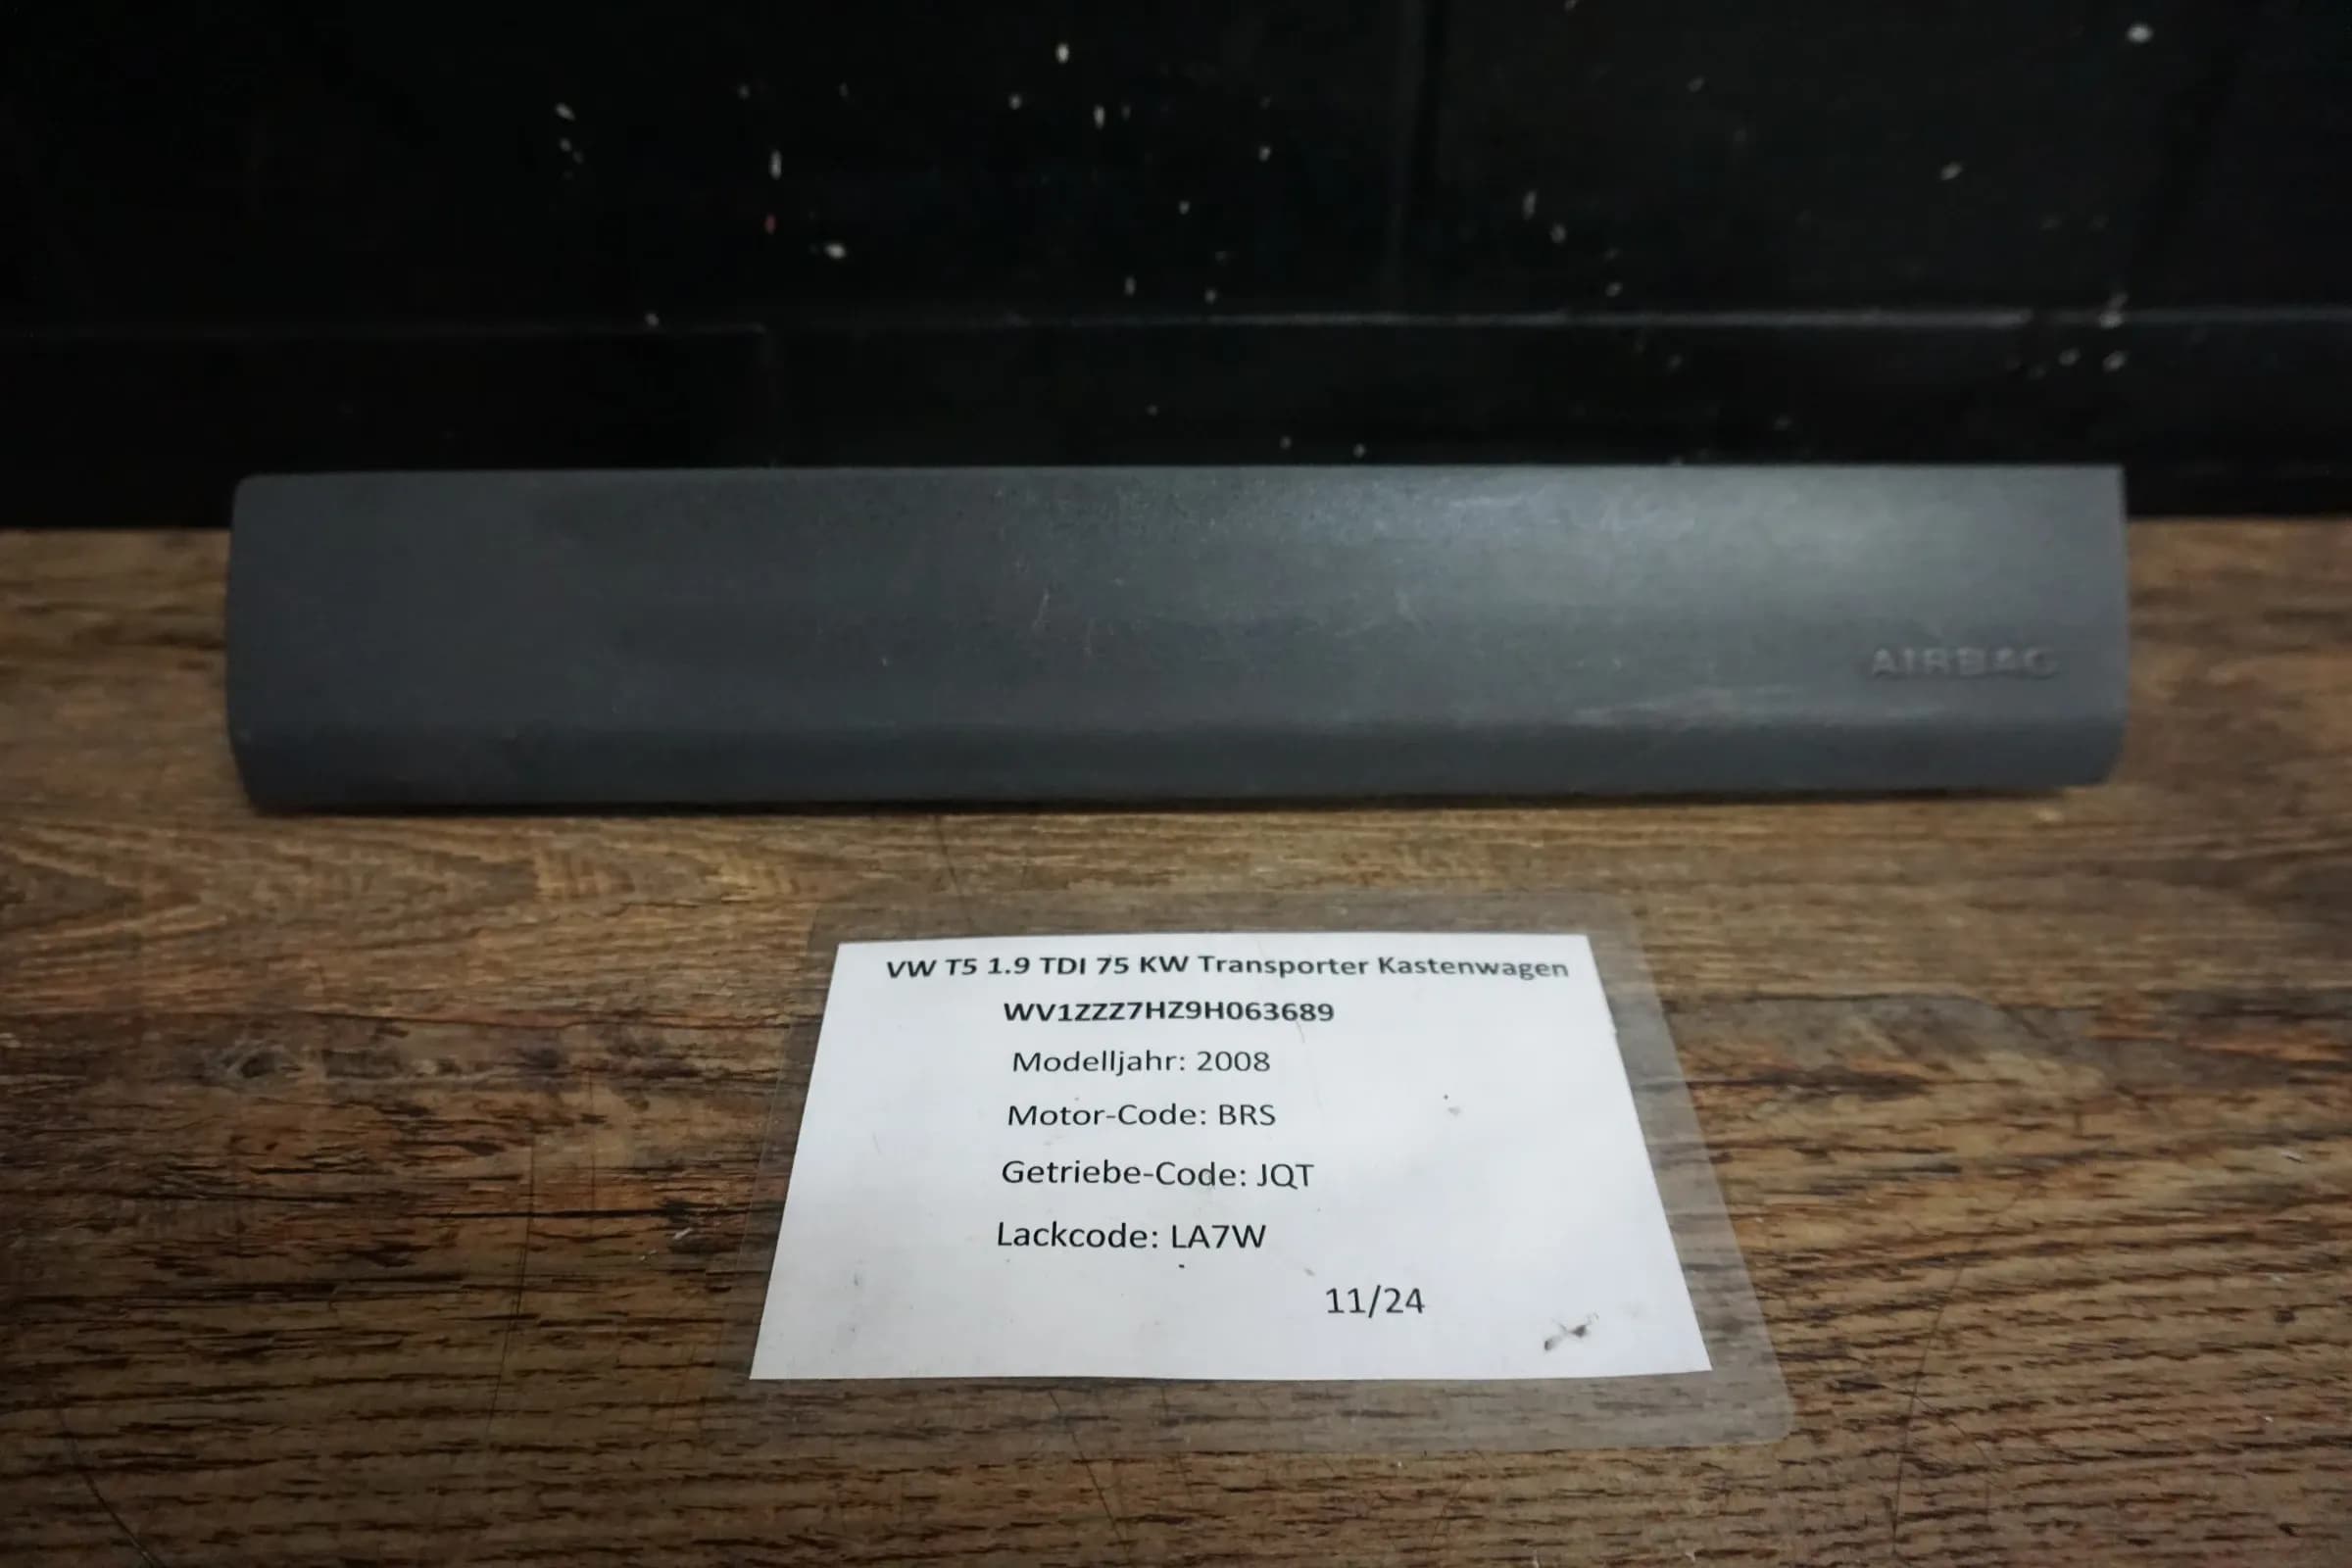 AIRBAG
VW T5 1.9 TDI 75 KW Transporter Kastenwagen
WV1ZZZ7HZ9H063689
Modelljahr: 2008
Motor-Code: BRS
Getriebe-Code: JQT
Lackcode: LA7W
11/24